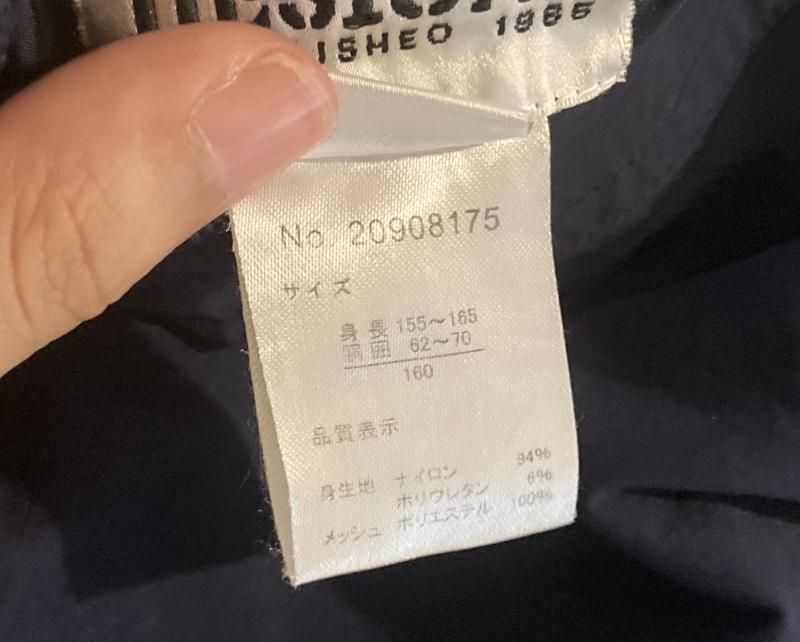 ISHED 1985
No. 20908175
サイズ
身長 155〜165
胴囲 62〜70
160
品質表示
身生地 ナイロン 94%
ポリウレタン 6%
メッシュ ポリエステル 100%